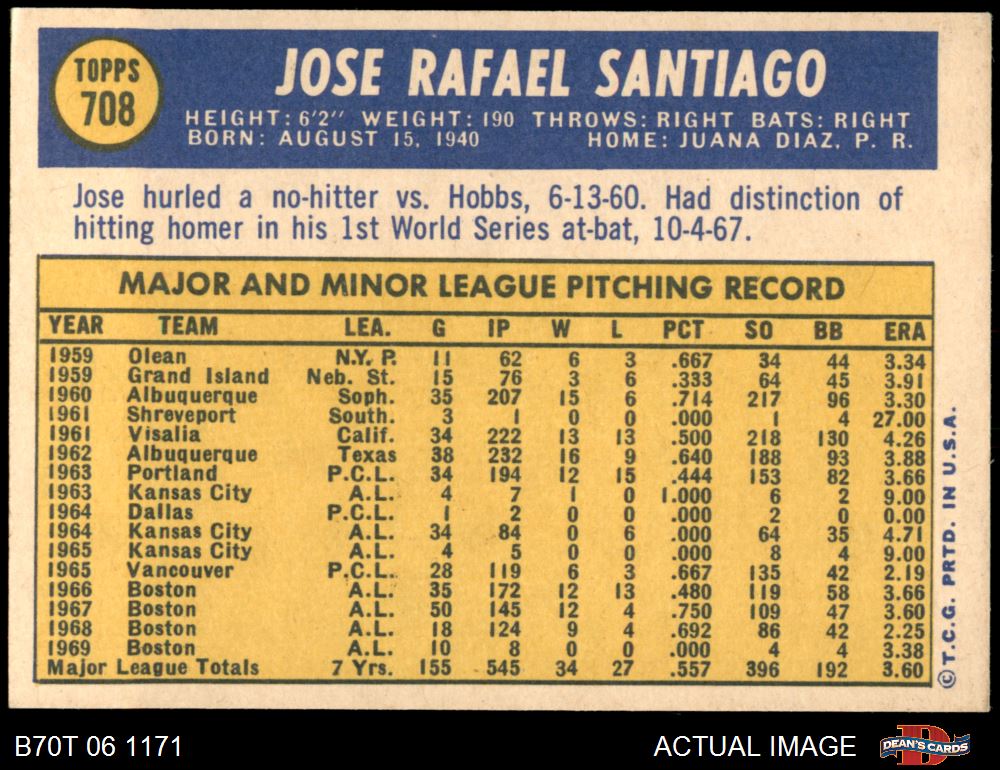 TOPPS
708
JOSE RAFAEL SANTIAGO
HEIGHT: 6'2" WEIGHT: 190 THROWS: RIGHT BATS: RIGHT
BORN: AUGUST 15, 1940 HOME: JUANA DIAZ, P. R.
Jose hurled a no-hitter vs. Hobbs, 6-13-60. Had distinction of
hitting homer in his 1st World Series at-bat, 10-4-67.
MAJOR AND MINOR LEAGUE PITCHING RECORD
YEAR TEAM LEA. G IP W L PCT SO BB ERA
1959 Olean N.Y. P. 11 62 6 3 .667 34 44 3.34
1959 Grand Island Neb. St. 15 76 3 6 .333 64 45 3.91
1960 Albuquerque Soph. 35 207 15 6 .714 217 96 3.30
1961 Shreveport South. 3 1 0 0 .000 1 4 27.00
1961 Visalia Calif. 34 222 13 13 .500 218 130 4.26
1962 Albuquerque Texas 38 232 16 9 .640 188 93 3.88
1963 Portland P.C.L. 34 194 12 15 .444 153 82 3.66
1963 Kansas City A.L. 4 7 1 0 1.000 6 2 9.00
1964 Dallas P.C.L. 1 2 0 0 .000 2 0 0.00
1964 Kansas City A.L. 34 84 0 6 .000 64 35 4.71
1965 Kansas City A.L. 4 5 0 0 .000 8 4 9.00
1965 Vancouver P.C.L. 28 119 6 3 .667 135 42 2.19
1966 Boston A.L. 35 172 12 13 .480 119 58 3.66
1967 Boston A.L. 50 145 12 4 .750 109 47 3.60
1968 Boston A.L. 18 124 9 4 .692 86 42 2.25
1969 Boston A.L. 10 8 0 0 .000 4 4 3.38
Major League Totals 7 Yrs. 155 545 34 27 .557 396 192 3.60
©T.C.G. PRTD. IN U.S.A.
B70T 06 1171 ACTUAL IMAGE
D
DEAN'S CARDS